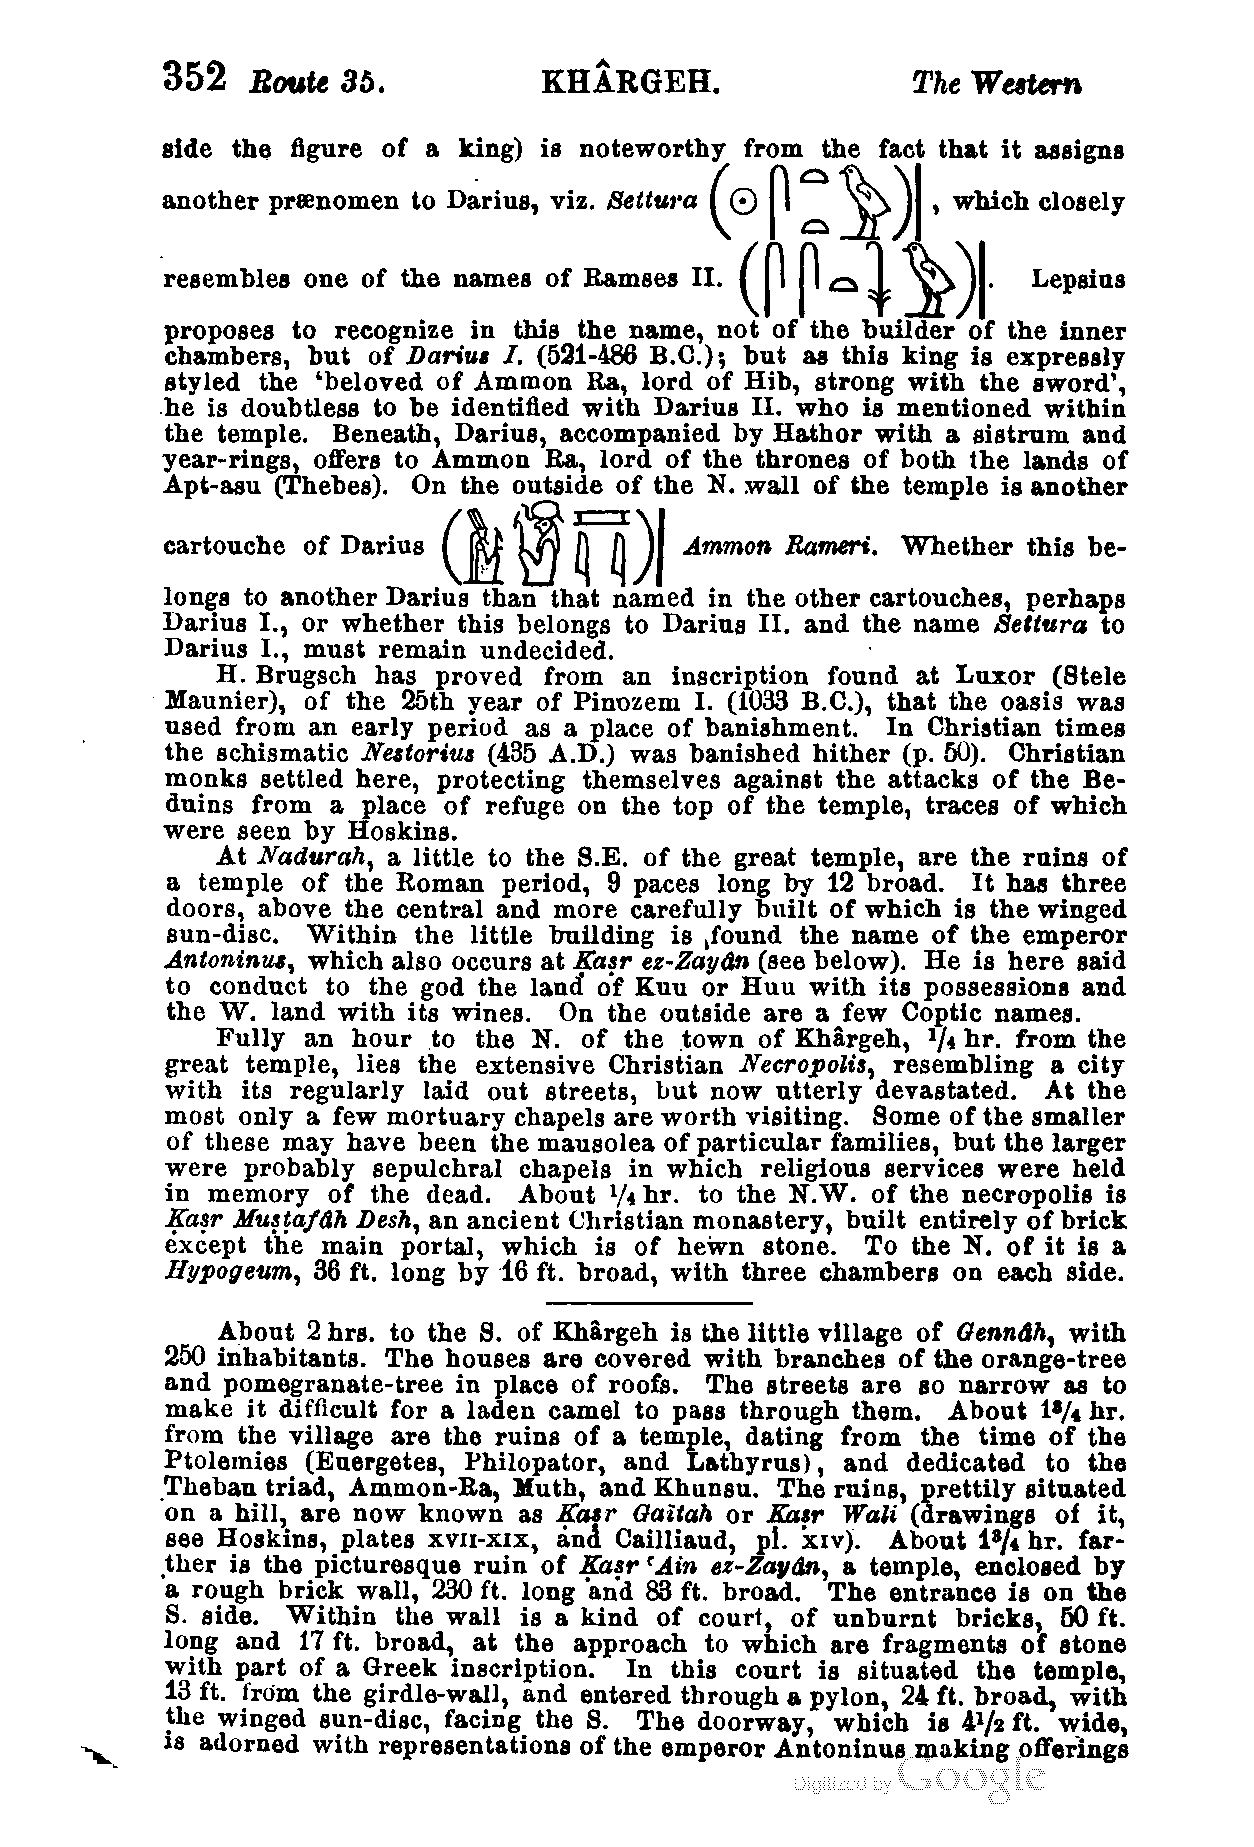 352 Route 35. KHÂRGEH. The Western
side the figure of a king) is noteworthy from the fact that it assigns
another prænomen to Darius, viz. Settura , which closely
resembles one of the names of Ramses II. . Lepsius
proposes to recognize in this the name, not of the builder of the inner
chambers, but of Darius I. (521-486 B.C.); but as this king is expressly
styled the 'beloved of Ammon Ra, lord of Hib, strong with the sword',
he is doubtless to be identified with Darius II. who is mentioned within
the temple. Beneath, Darius, accompanied by Hathor with a sistrum and
year-rings, offers to Ammon Ra, lord of the thrones of both the lands of
Apt-asu (Thebes). On the outside of the N. wall of the temple is another
cartouche of Darius Ammon Rameri. Whether this be-
longs to another Darius than that named in the other cartouches, perhaps
Darius I., or whether this belongs to Darius II. and the name Settura to
Darius I., must remain undecided.
H. Brugsch has proved from an inscription found at Luxor (Stele
Maunier), of the 25th year of Pinozem I. (1033 B.C.), that the oasis was
used from an early period as a place of banishment. In Christian times
the schismatic Nestorius (435 A.D.) was banished hither (p. 50). Christian
monks settled here, protecting themselves against the attacks of the Be-
duins from a place of refuge on the top of the temple, traces of which
were seen by Hoskins.
At Nadurah, a little to the S.E. of the great temple, are the ruins of
a temple of the Roman period, 9 paces long by 12 broad. It has three
doors, above the central and more carefully built of which is the winged
sun-disc. Within the little building is found the name of the emperor
Antoninus, which also occurs at Ḳaṣr ez-Zayân (see below). He is here said
to conduct to the god the land of Kuu or Huu with its possessions and
the W. land with its wines. On the outside are a few Coptic names.
Fully an hour to the N. of the town of Khârgeh, 1/4 hr. from the
great temple, lies the extensive Christian Necropolis, resembling a city
with its regularly laid out streets, but now utterly devastated. At the
most only a few mortuary chapels are worth visiting. Some of the smaller
of these may have been the mausolea of particular families, but the larger
were probably sepulchral chapels in which religious services were held
in memory of the dead. About 1/4 hr. to the N.W. of the necropolis is
Ḳaṣr Muṣṭafâh Desh, an ancient Christian monastery, built entirely of brick
except the main portal, which is of hewn stone. To the N. of it is a
Hypogeum, 36 ft. long by 16 ft. broad, with three chambers on each side.
About 2 hrs. to the S. of Khârgeh is the little village of Gennâh, with
250 inhabitants. The houses are covered with branches of the orange-tree
and pomegranate-tree in place of roofs. The streets are so narrow as to
make it difficult for a laden camel to pass through them. About 1 3/4 hr.
from the village are the ruins of a temple, dating from the time of the
Ptolemies (Euergetes, Philopator, and Lathyrus), and dedicated to the
Theban triad, Ammon-Ra, Muth, and Khunsu. The ruins, prettily situated
on a hill, are now known as Ḳaṣr Gaîtah or Ḳaṣr Wali (drawings of it,
see Hoskins, plates XVII-XIX, and Cailliaud, pl. XIV). About 1 3/4 hr. far-
ther is the picturesque ruin of Ḳaṣr 'Ain ez-Zayân, a temple, enclosed by
a rough brick wall, 230 ft. long and 83 ft. broad. The entrance is on the
S. side. Within the wall is a kind of court, of unburnt bricks, 50 ft.
long and 17 ft. broad, at the approach to which are fragments of stone
with part of a Greek inscription. In this court is situated the temple,
13 ft. from the girdle-wall, and entered through a pylon, 24 ft. broad, with
the winged sun-disc, facing the S. The doorway, which is 4 1/2 ft. wide,
is adorned with representations of the emperor Antoninus making offerings
Digitized by Google